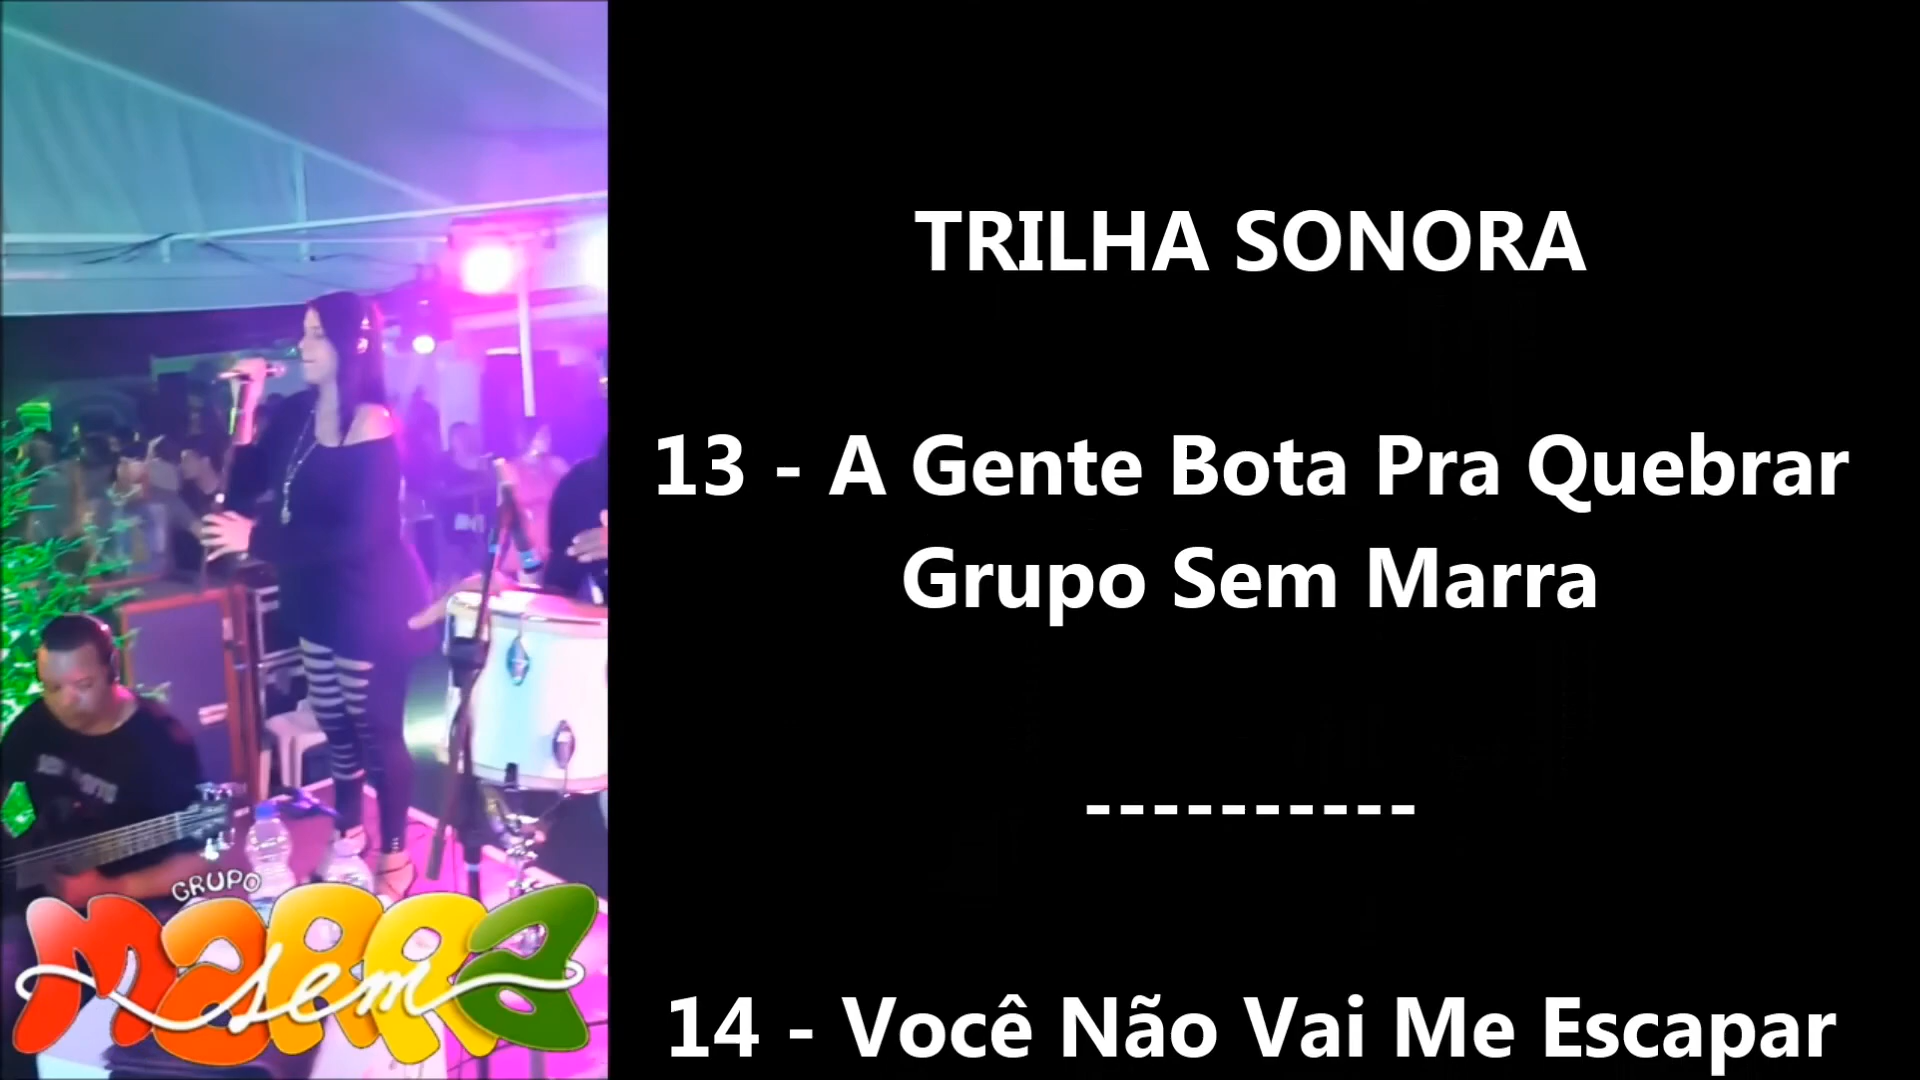 TRILHA SONORA
13 - A Gente Bota Pra Quebrar
Grupo Sem Marra
----------
14 - Você Não Vai Me Escapar
GRUPO
sem
MARRA